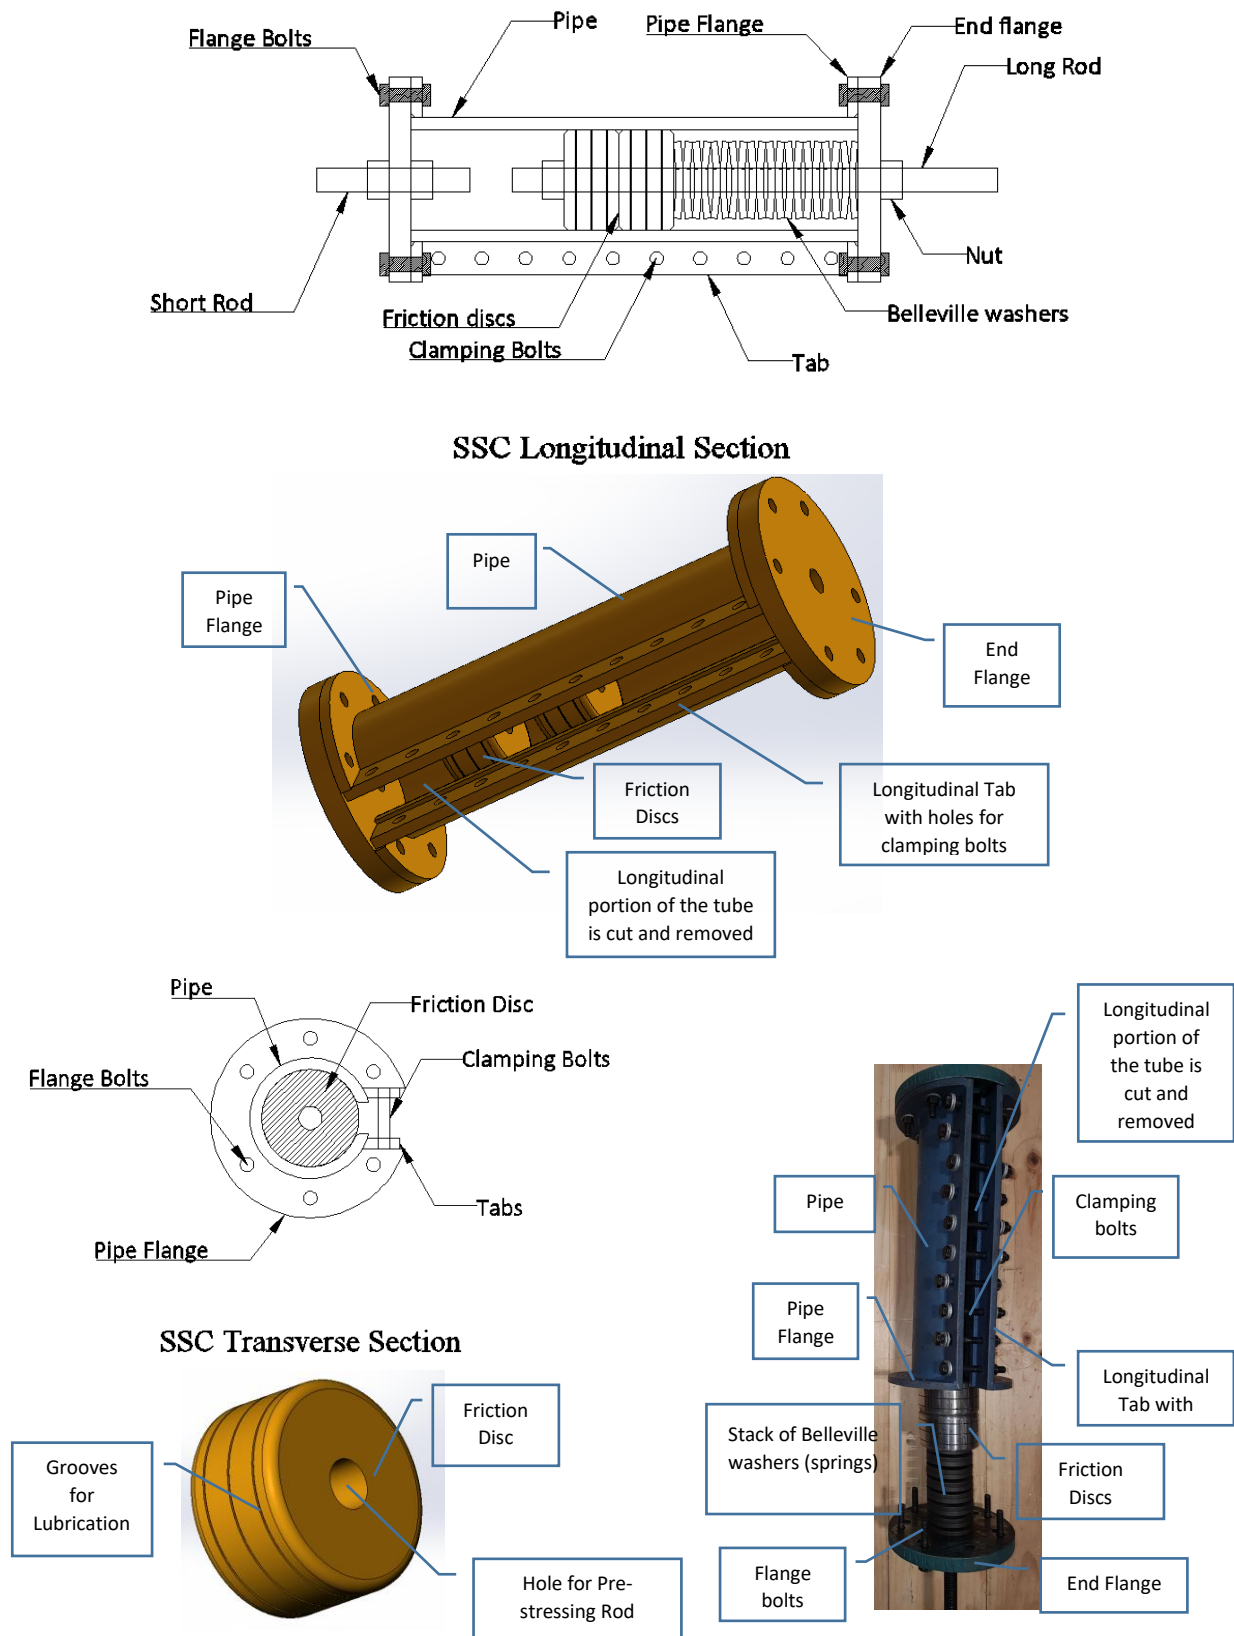 Flange Bolts
Pipe
Pipe Flange
End flange
Long Rod
Short Rod
Friction discs
Clamping Bolts
Tab
Belleville washers
Nut
SSC Longitudinal Section
Pipe
Flange
Pipe
End
Flange
Friction
Discs
Longitudinal Tab
with holes for
clamping bolts
Longitudinal
portion of the tube
is cut and removed
Pipe
Friction Disc
Clamping Bolts
Flange Bolts
Tabs
Pipe Flange
SSC Transverse Section
Grooves
for
Lubrication
Friction
Disc
Hole for Pre-
stressing Rod
Longitudinal
portion of
the tube is
cut and
removed
Pipe
Clamping
bolts
Pipe
Flange
Longitudinal
Tab with
Stack of Belleville
washers (springs)
Friction
Discs
Flange
bolts
End Flange